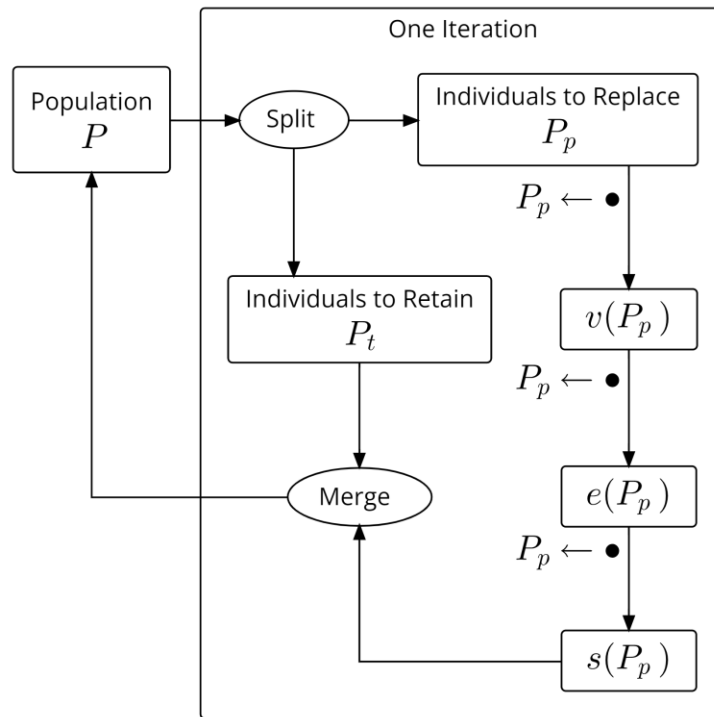 One Iteration
Population
P
Split
Individuals to Replace
P_p
P_p ← •
Individuals to Retain
P_t
v(P_p)
P_p ← •
Merge
e(P_p)
P_p ← •
s(P_p)